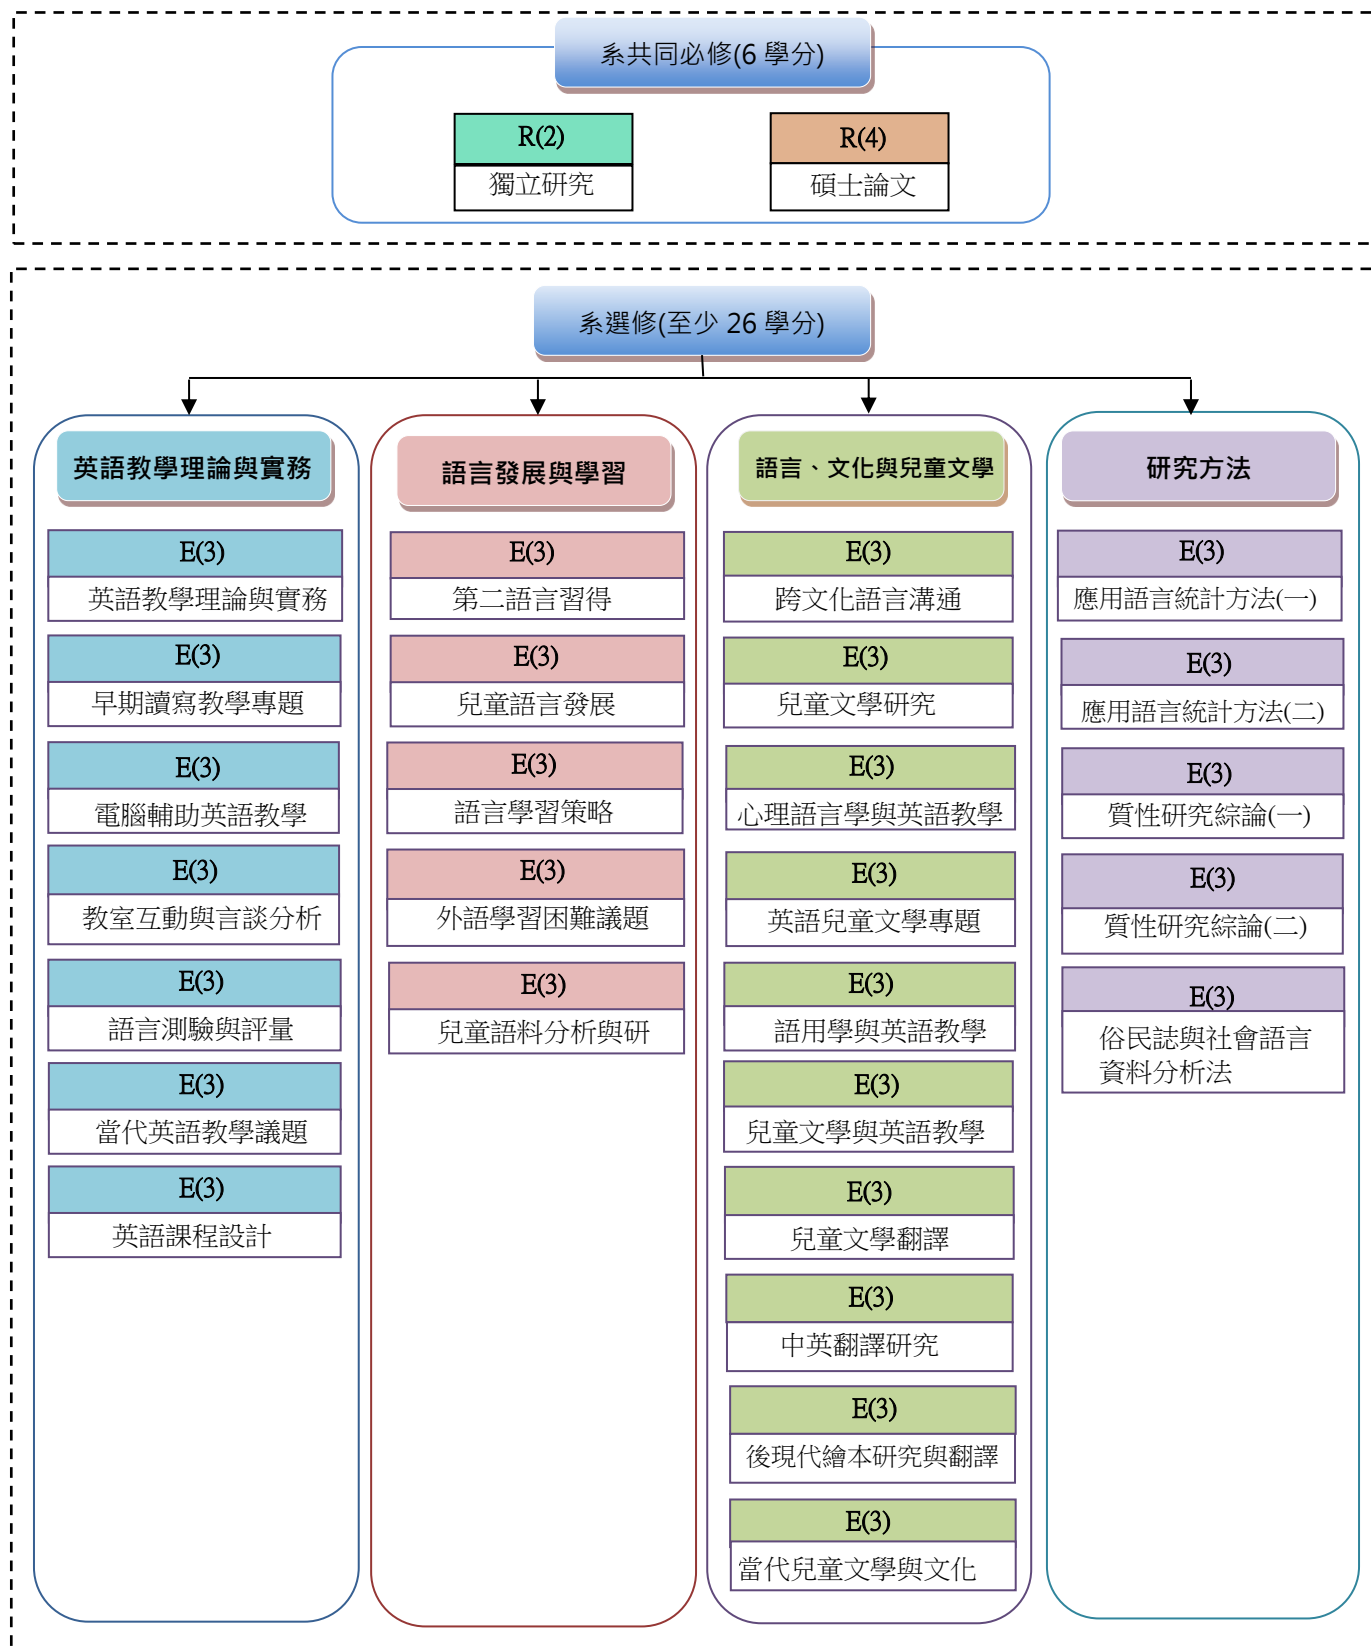 系共同必修(6 學分)
R(2)
獨立研究
R(4)
碩士論文
系選修(至少 26 學分)
英語教學理論與實務
E(3)
英語教學理論與實務
E(3)
早期讀寫教學專題
E(3)
電腦輔助英語教學
E(3)
教室互動與言談分析
E(3)
語言測驗與評量
E(3)
當代英語教學議題
E(3)
英語課程設計
語言發展與學習
E(3)
第二語言習得
E(3)
兒童語言發展
E(3)
語言學習策略
E(3)
外語學習困難議題
E(3)
兒童語料分析與研
語言、文化與兒童文學
E(3)
跨文化語言溝通
E(3)
兒童文學研究
E(3)
心理語言學與英語教學
E(3)
英語兒童文學專題
E(3)
語用學與英語教學
E(3)
兒童文學與英語教學
E(3)
兒童文學翻譯
E(3)
中英翻譯研究
E(3)
後現代繪本研究與翻譯
E(3)
當代兒童文學與文化
研究方法
E(3)
應用語言統計方法(一)
E(3)
應用語言統計方法(二)
E(3)
質性研究綜論(一)
E(3)
質性研究綜論(二)
E(3)
俗民誌與社會語言
資料分析法